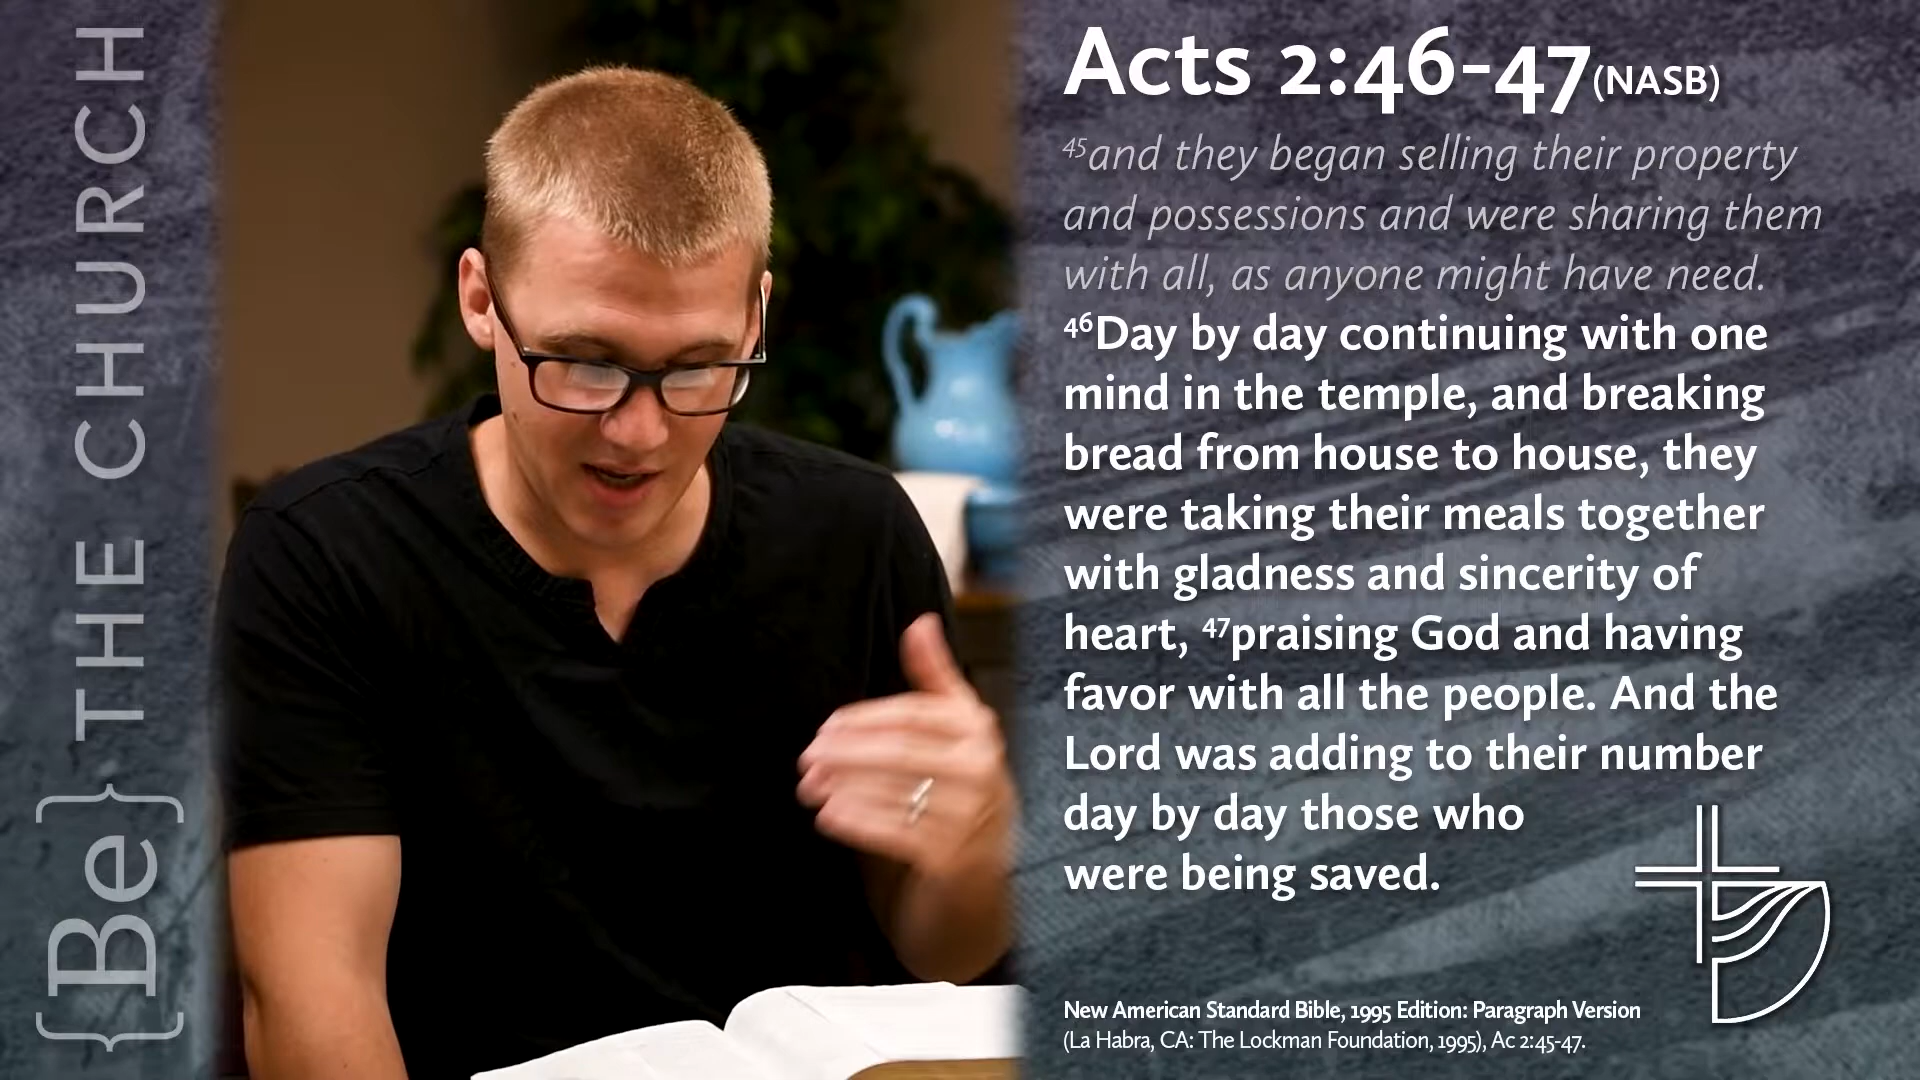 {Be} THE CHURCH
Acts 2:46-47 (NASB)
45and they began selling their property
and possessions and were sharing them
with all, as anyone might have need.
46Day by day continuing with one
mind in the temple, and breaking
bread from house to house, they
were taking their meals together
with gladness and sincerity of
heart, 47praising God and having
favor with all the people. And the
Lord was adding to their number
day by day those who
were being saved.
New American Standard Bible, 1995 Edition: Paragraph Version
(La Habra, CA: The Lockman Foundation, 1995), Ac 2:45-47.